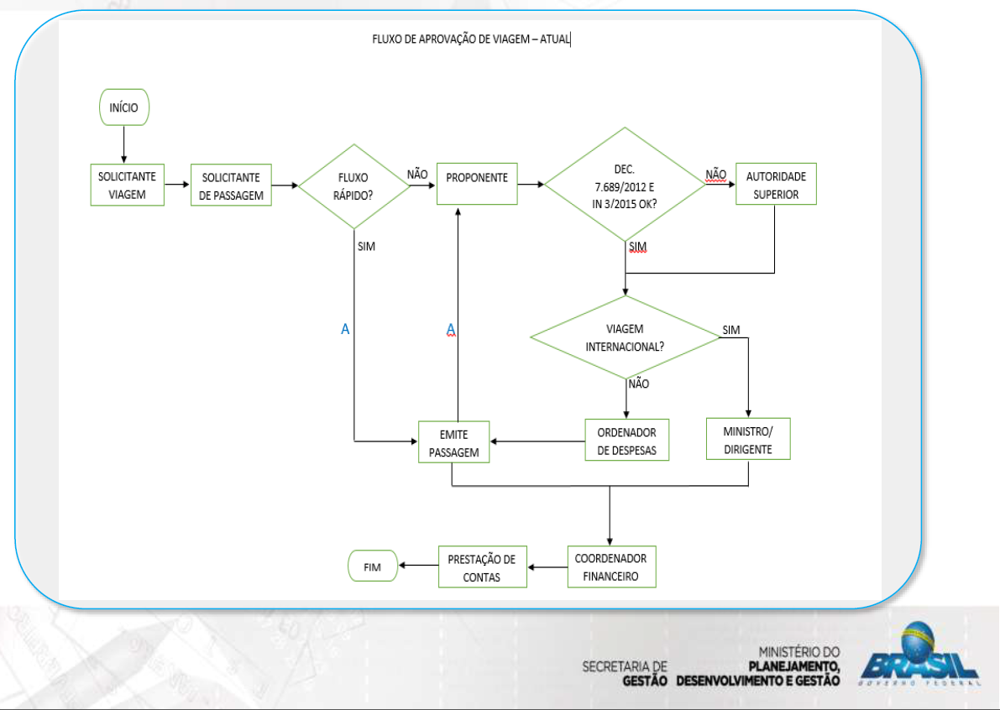 FLUXO DE APROVAÇÃO DE VIAGEM – ATUAL
INÍCIO
SOLICITANTE
VIAGEM
SOLICITANTE
DE PASSAGEM
FLUXO
RÁPIDO?
NÃO
PROPONENTE
DEC.
7.689/2012 E
IN 3/2015 OK?
NÃO
AUTORIDADE
SUPERIOR
SIM
SIM
A
A
VIAGEM
INTERNACIONAL?
SIM
NÃO
EMITE
PASSAGEM
ORDENADOR
DE DESPESAS
MINISTRO/
DIRIGENTE
FIM
PRESTAÇÃO DE
CONTAS
COORDENADOR
FINANCEIRO
SECRETARIA DE
GESTÃO
MINISTÉRIO DO
PLANEJAMENTO,
DESENVOLVIMENTO E GESTÃO
BRASIL
GOVERNO FEDERAL